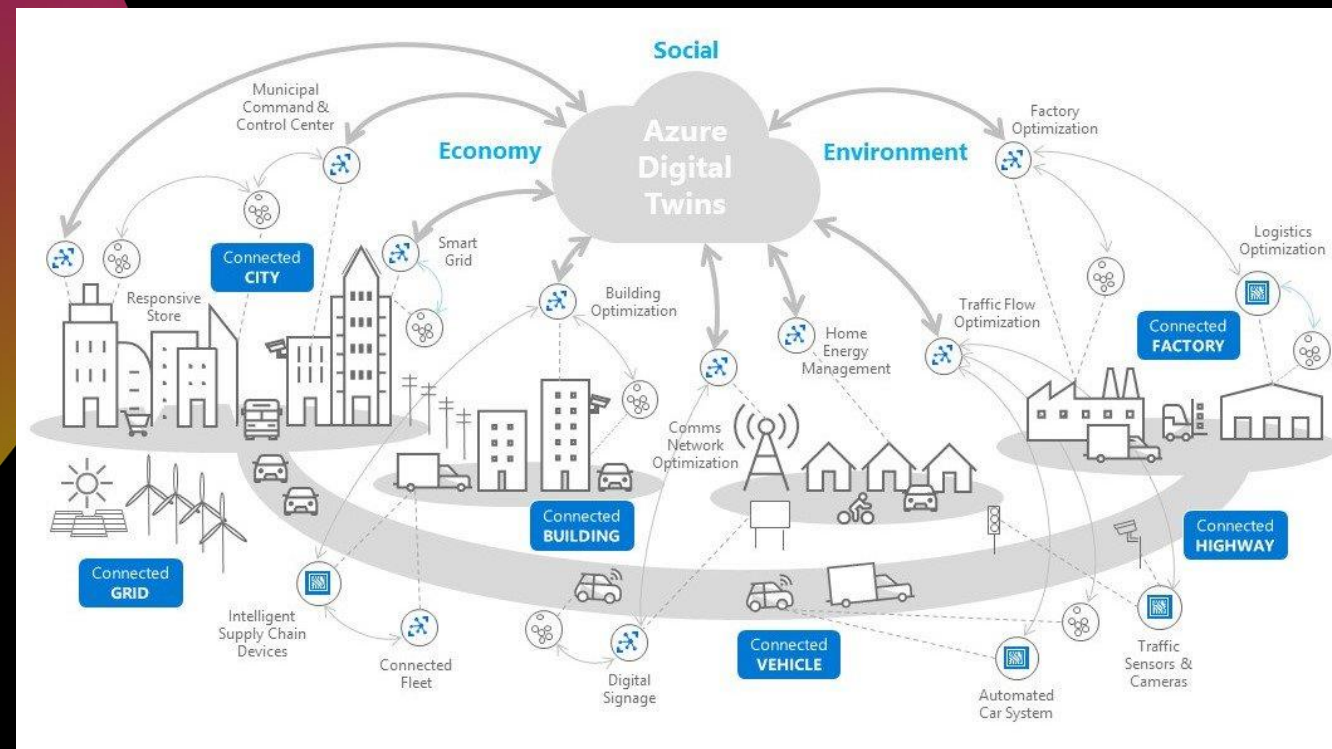 Social
Municipal
Command &
Control Center
Economy
Azure
Digital
Twins
Environment
Factory
Optimization
Connected
CITY
Smart
Grid
Logistics
Optimization
Responsive
Store
Building
Optimization
Traffic Flow
Optimization
Home
Energy
Management
Connected
FACTORY
Comms
Network
Optimization
Connected
BUILDING
Connected
HIGHWAY
Connected
GRID
Intelligent
Supply Chain
Devices
Connected
Fleet
Digital
Signage
Connected
VEHICLE
Automated
Car System
Traffic
Sensors &
Cameras